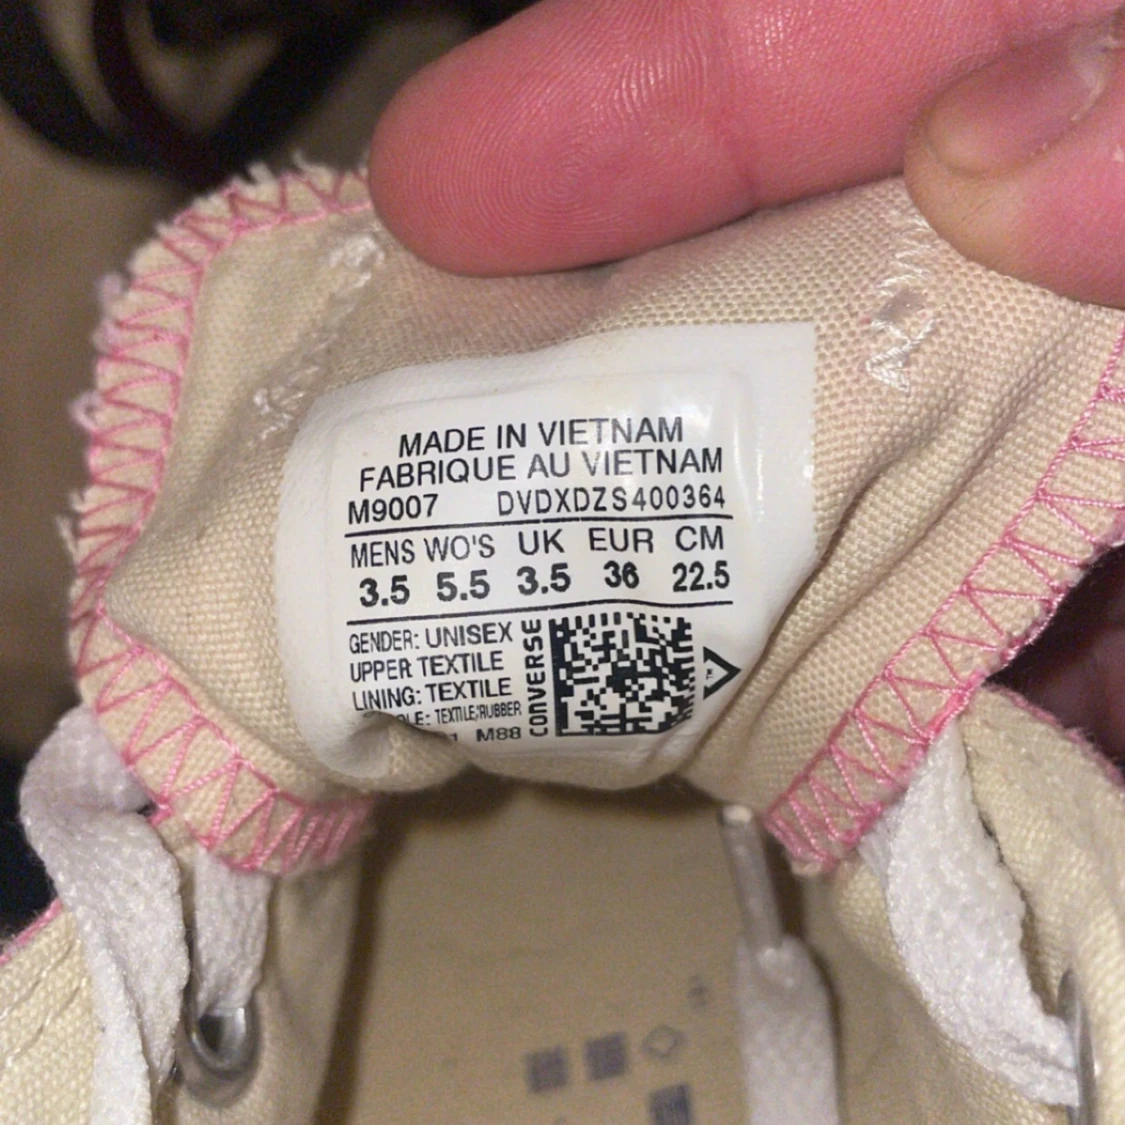 MADE IN VIETNAM
FABRIQUE AU VIETNAM
M9007 DVDXDZS400364
MENS WO'S UK EUR CM
3.5 5.5 3.5 36 22.5
GENDER: UNISEX
UPPER TEXTILE
LINING: TEXTILE
TEXTILE/RUBBER
M88
CONVERSE
TM